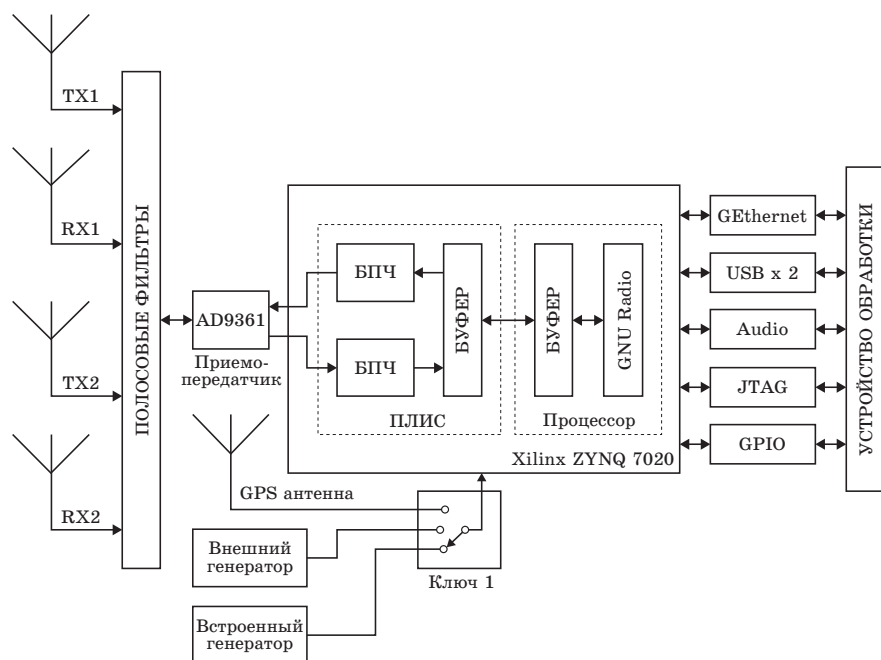 TX1
RX1
TX2
RX2
ПОЛОСОВЫЕ ФИЛЬТРЫ
AD9361
Приемо-
передатчик
БПЧ
БПЧ
БУФЕР
ПЛИС
БУФЕР
GNU Radio
Процессор
Xilinx ZYNQ 7020
GEthernet
USB x 2
Audio
JTAG
GPIO
УСТРОЙСТВО ОБРАБОТКИ
GPS антенна
Внешний
генератор
Встроенный
генератор
Ключ 1